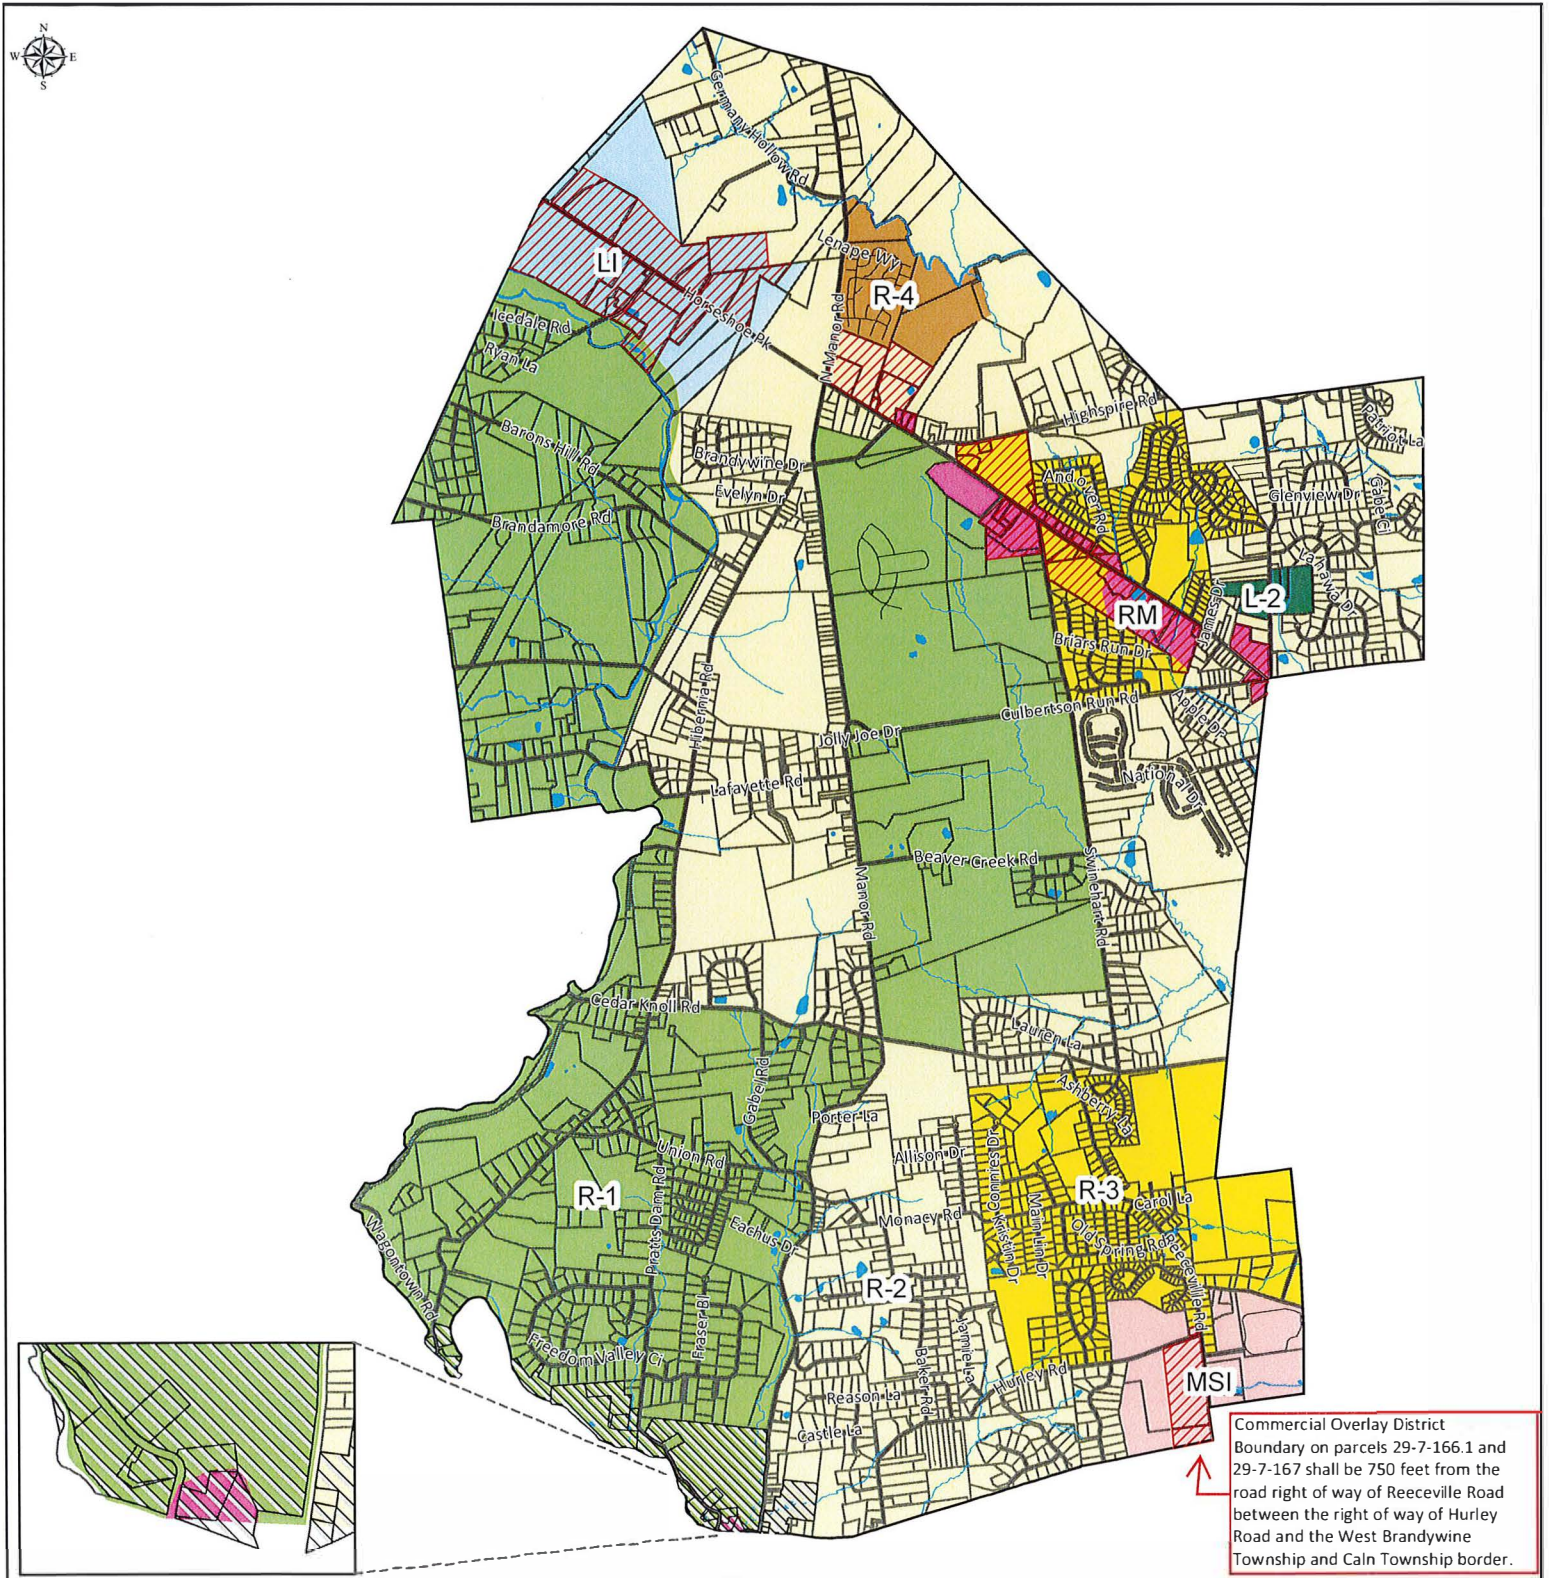 N
W E
S
Germany Hollow Rd
Lenape Wy
LI
R-4
Horseshoe Pk
N Manor Rd
Icedale Rd
Ryan La
Highspire Rd
Patriot La
Barons Hill Rd
Brandywine Dr
Andover Rd
Evelyn Dr
Glenview Dr
Gabe Ci
Brandamore Rd
Lahawa Dr
L-2
James Dr
RM
Briars Run Dr
Hibernia Rd
Culbertson Run Rd
Apple Dr
Jolly Joe Dr
National Dr
Lafayette Rd
Beaver Creek Rd
Swinehart Rd
Manor Rd
Cedar Knoll Rd
Lauren La
Gabel Rd
Ashberry La
Porter La
Union Rd
Allison Dr
Connies Dr
R-1
Prattis Dam Rd
R-3
Carol La
Main Lin Dr
Monacy Rd
Kristin Dr
Old Spring Rd
Reeceville Rd
Eachus Dr
Wagontown Rd
R-2
Fraser Bl
Freedom Valley Ci
Jamie La
Baker Rd
Hurley Rd
MSI
Reason La
Castle La
Commercial Overlay District
Boundary on parcels 29-7-166.1 and
29-7-167 shall be 750 feet from the
road right of way of Reeceville Road
between the right of way of Hurley
Road and the West Brandywine
Township and Caln Township border.